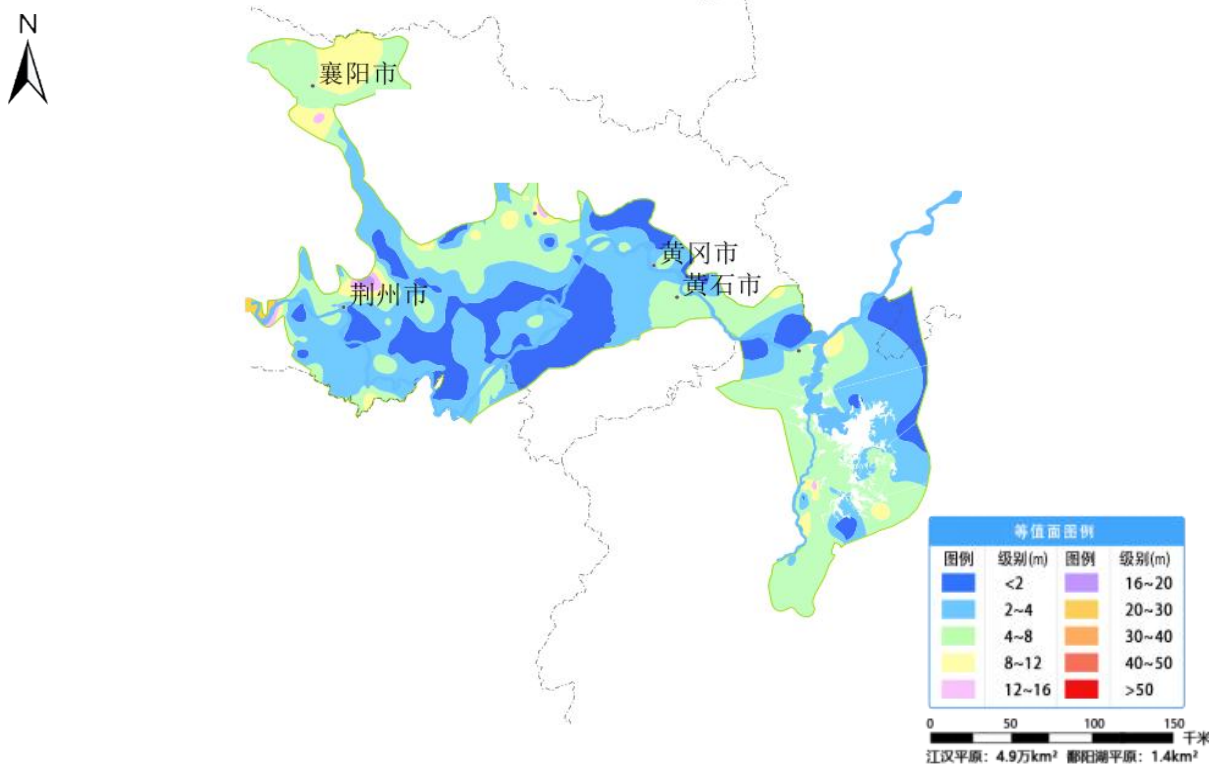 N
襄阳市
黄冈市
黄石市
荆州市
等值面图例
图例 级别(m) 图例 级别(m)
<2 16~20
2~4 20~30
4~8 30~40
8~12 40~50
12~16 >50
0 50 100 150
千米
江汉平原：4.9万km² 鄱阳湖平原：1.4km²